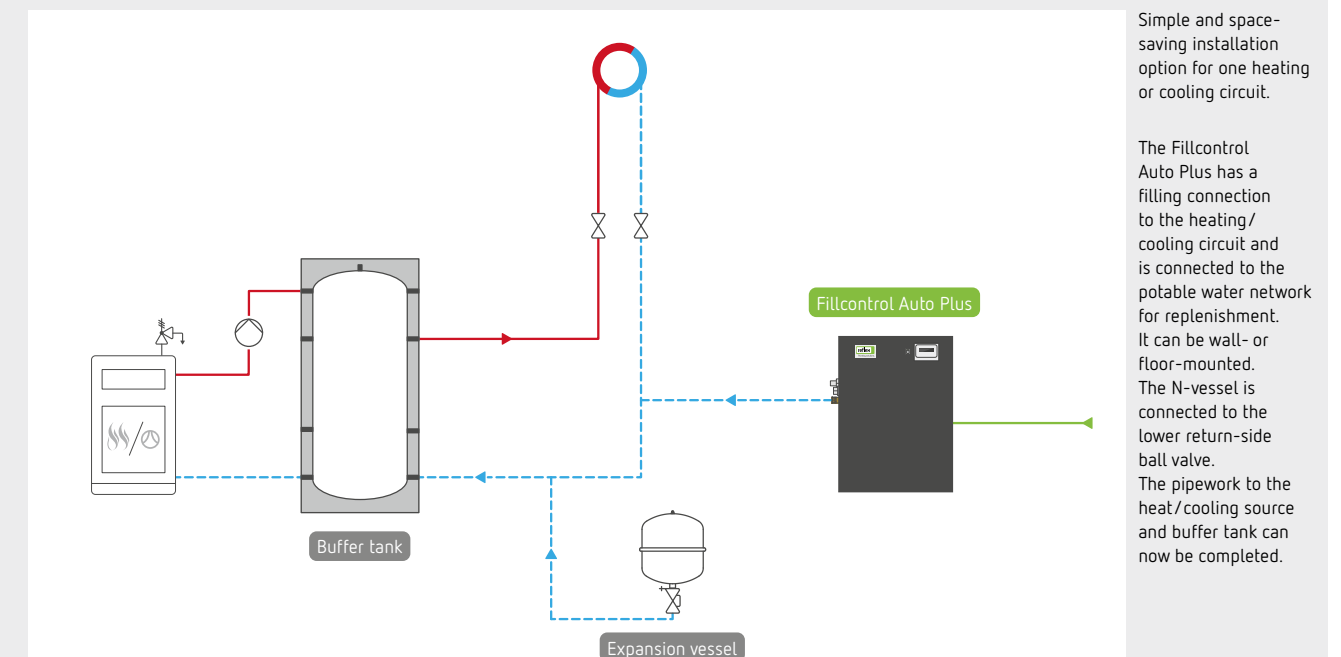 Simple and space-
saving installation
option for one heating
or cooling circuit.
The Fillcontrol
Auto Plus has a
filling connection
to the heating/
cooling circuit and
is connected to the
potable water network
for replenishment.
It can be wall- or
floor-mounted.
The N-vessel is
connected to the
lower return-side
ball valve.
The pipework to the
heat/cooling source
and buffer tank can
now be completed.
Fillcontrol Auto Plus
reflex
Buffer tank
Expansion vessel